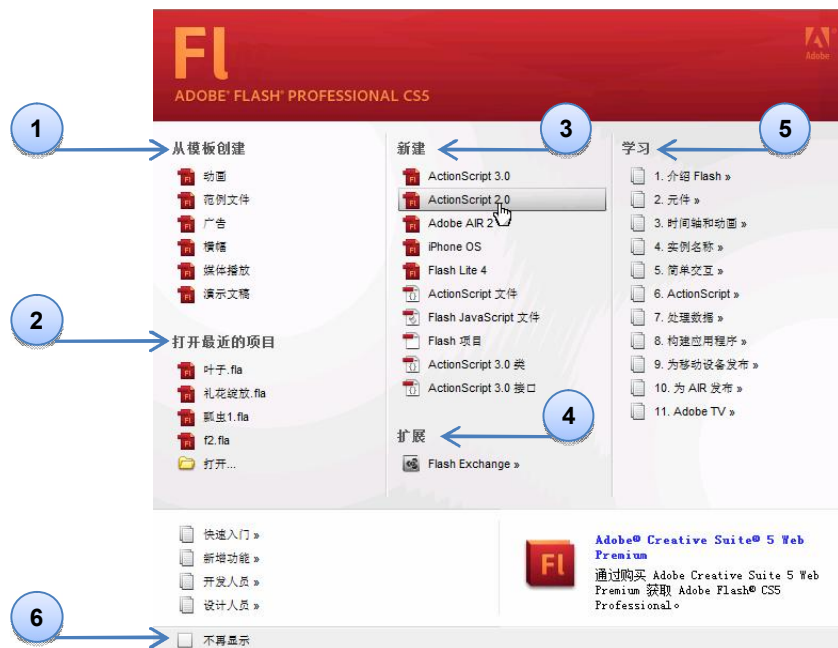 Fl
Adobe
ADOBE® FLASH® PROFESSIONAL CS5
1
从模板创建
动画
范例文件
广告
横幅
媒体播放
演示文稿
2
打开最近的项目
叶子.fla
礼花绽放.fla
瓢虫1.fla
f2.fla
打开...
3
新建
ActionScript 3.0
ActionScript 2.0
Adobe AIR 2
iPhone OS
Flash Lite 4
ActionScript 文件
Flash JavaScript 文件
Flash 项目
ActionScript 3.0 类
ActionScript 3.0 接口
4
扩展
Flash Exchange »
5
学习
1. 介绍 Flash »
2. 元件 »
3. 时间轴和动画 »
4. 实例名称 »
5. 简单交互 »
6. ActionScript »
7. 处理数据 »
8. 构建应用程序 »
9. 为移动设备发布 »
10. 为 AIR 发布 »
11. Adobe TV »
快速入门 »
新增功能 »
开发人员 »
设计人员 »
Fl
Adobe® Creative Suite® 5 Web
Premium
通过购买 Adobe Creative Suite 5 Web
Premium 获取 Adobe Flash® CS5
Professional。
6
不再显示